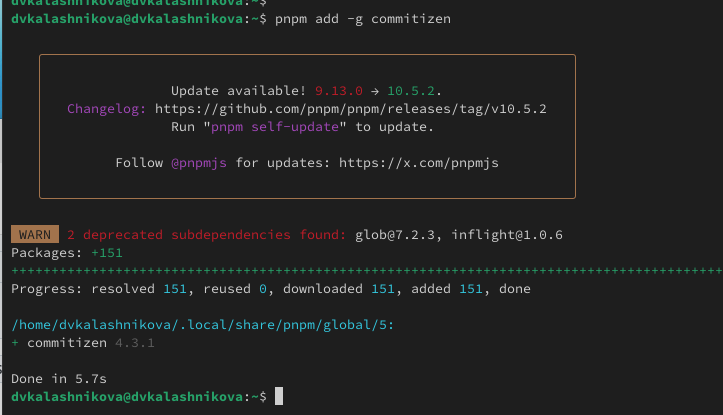 dvkalashnikova@dvkalashnikova:~$
dvkalashnikova@dvkalashnikova:~$ pnpm add -g commitizen
Update available! 9.13.0 → 10.5.2.
Changelog: https://github.com/pnpm/pnpm/releases/tag/v10.5.2
Run "pnpm self-update" to update.
Follow @pnpmjs for updates: https://x.com/pnpmjs
WARN 2 deprecated subdependencies found: glob@7.2.3, inflight@1.0.6
Packages: +151
++++++++++++++++++++++++++++++++++++++++++++++++++++++++++++++++++++++++++++++++++++++++
Progress: resolved 151, reused 0, downloaded 151, added 151, done
/home/dvkalashnikova/.local/share/pnpm/global/5:
+ commitizen 4.3.1
Done in 5.7s
dvkalashnikova@dvkalashnikova:~$